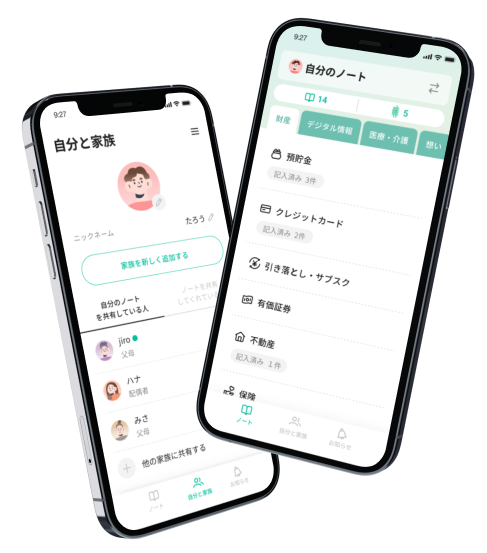 9:27
自分と家族
ニックネーム
たろう
家族を新しく追加する
自分のノート
を共有している人
ノートを共有
してくれてい
jiro
父母
ハナ
配偶者
みさ
父母
他の家族に共有する
ノート
自分と家族
お知らせ
9:27
自分のノート
14
5
財産
デジタル情報
医療・介護
想い
預貯金
記入済み 3件
クレジットカード
記入済み 2件
引き落とし・サブスク
有価証券
不動産
記入済み 1件
保険
ノート
自分と家族
お知らせ